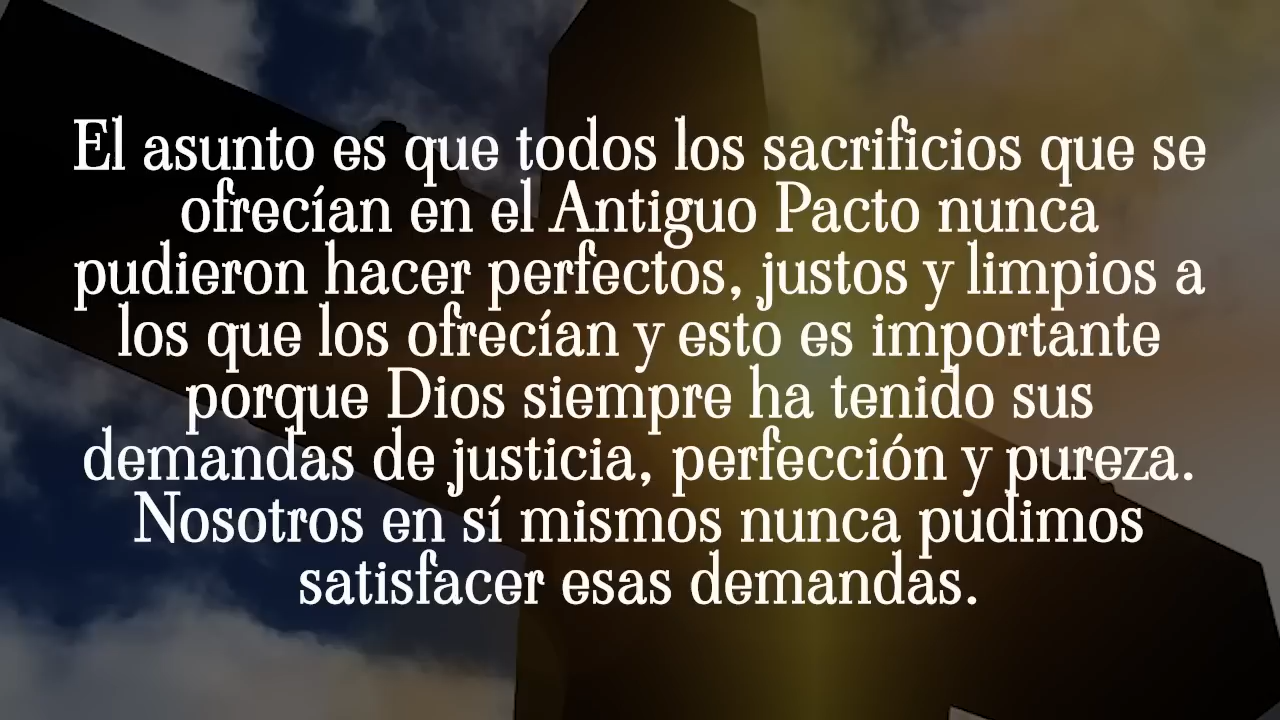 El asunto es que todos los sacrificios que se
ofrecían en el Antiguo Pacto nunca
pudieron hacer perfectos, justos y limpios a
los que los ofrecían y esto es importante
porque Dios siempre ha tenido sus
demandas de justicia, perfección y pureza.
Nosotros en sí mismos nunca pudimos
satisfacer esas demandas.